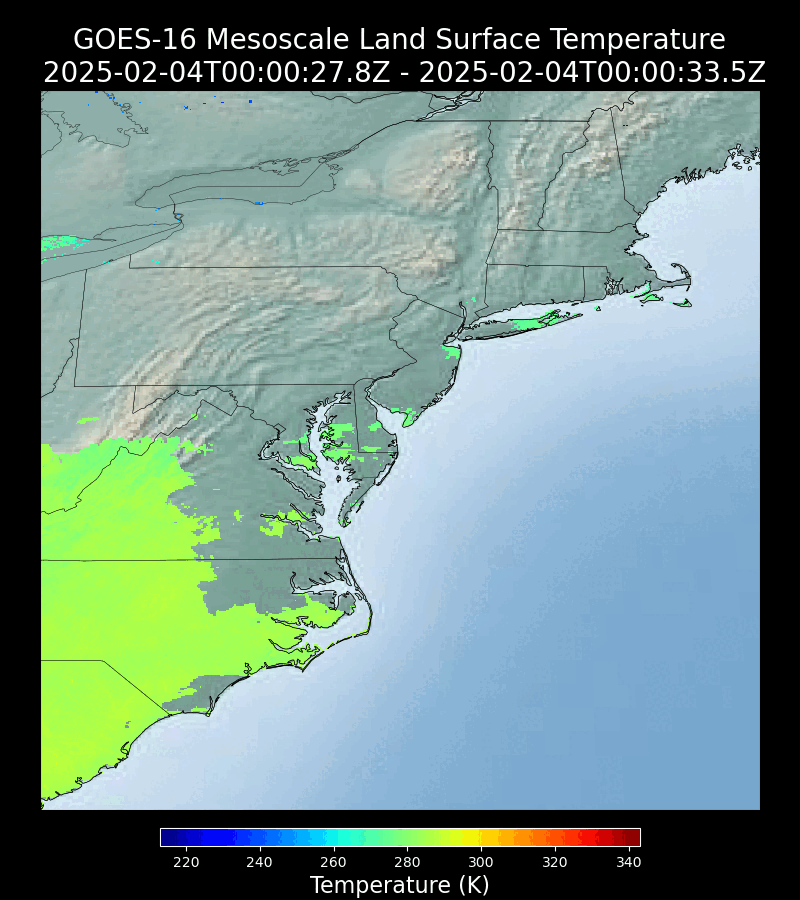 GOES-16 Mesoscale Land Surface Temperature
2025-02-04T00:00:27.8Z - 2025-02-04T00:00:33.5Z
220 240 260 280 300 320 340
Temperature (K)